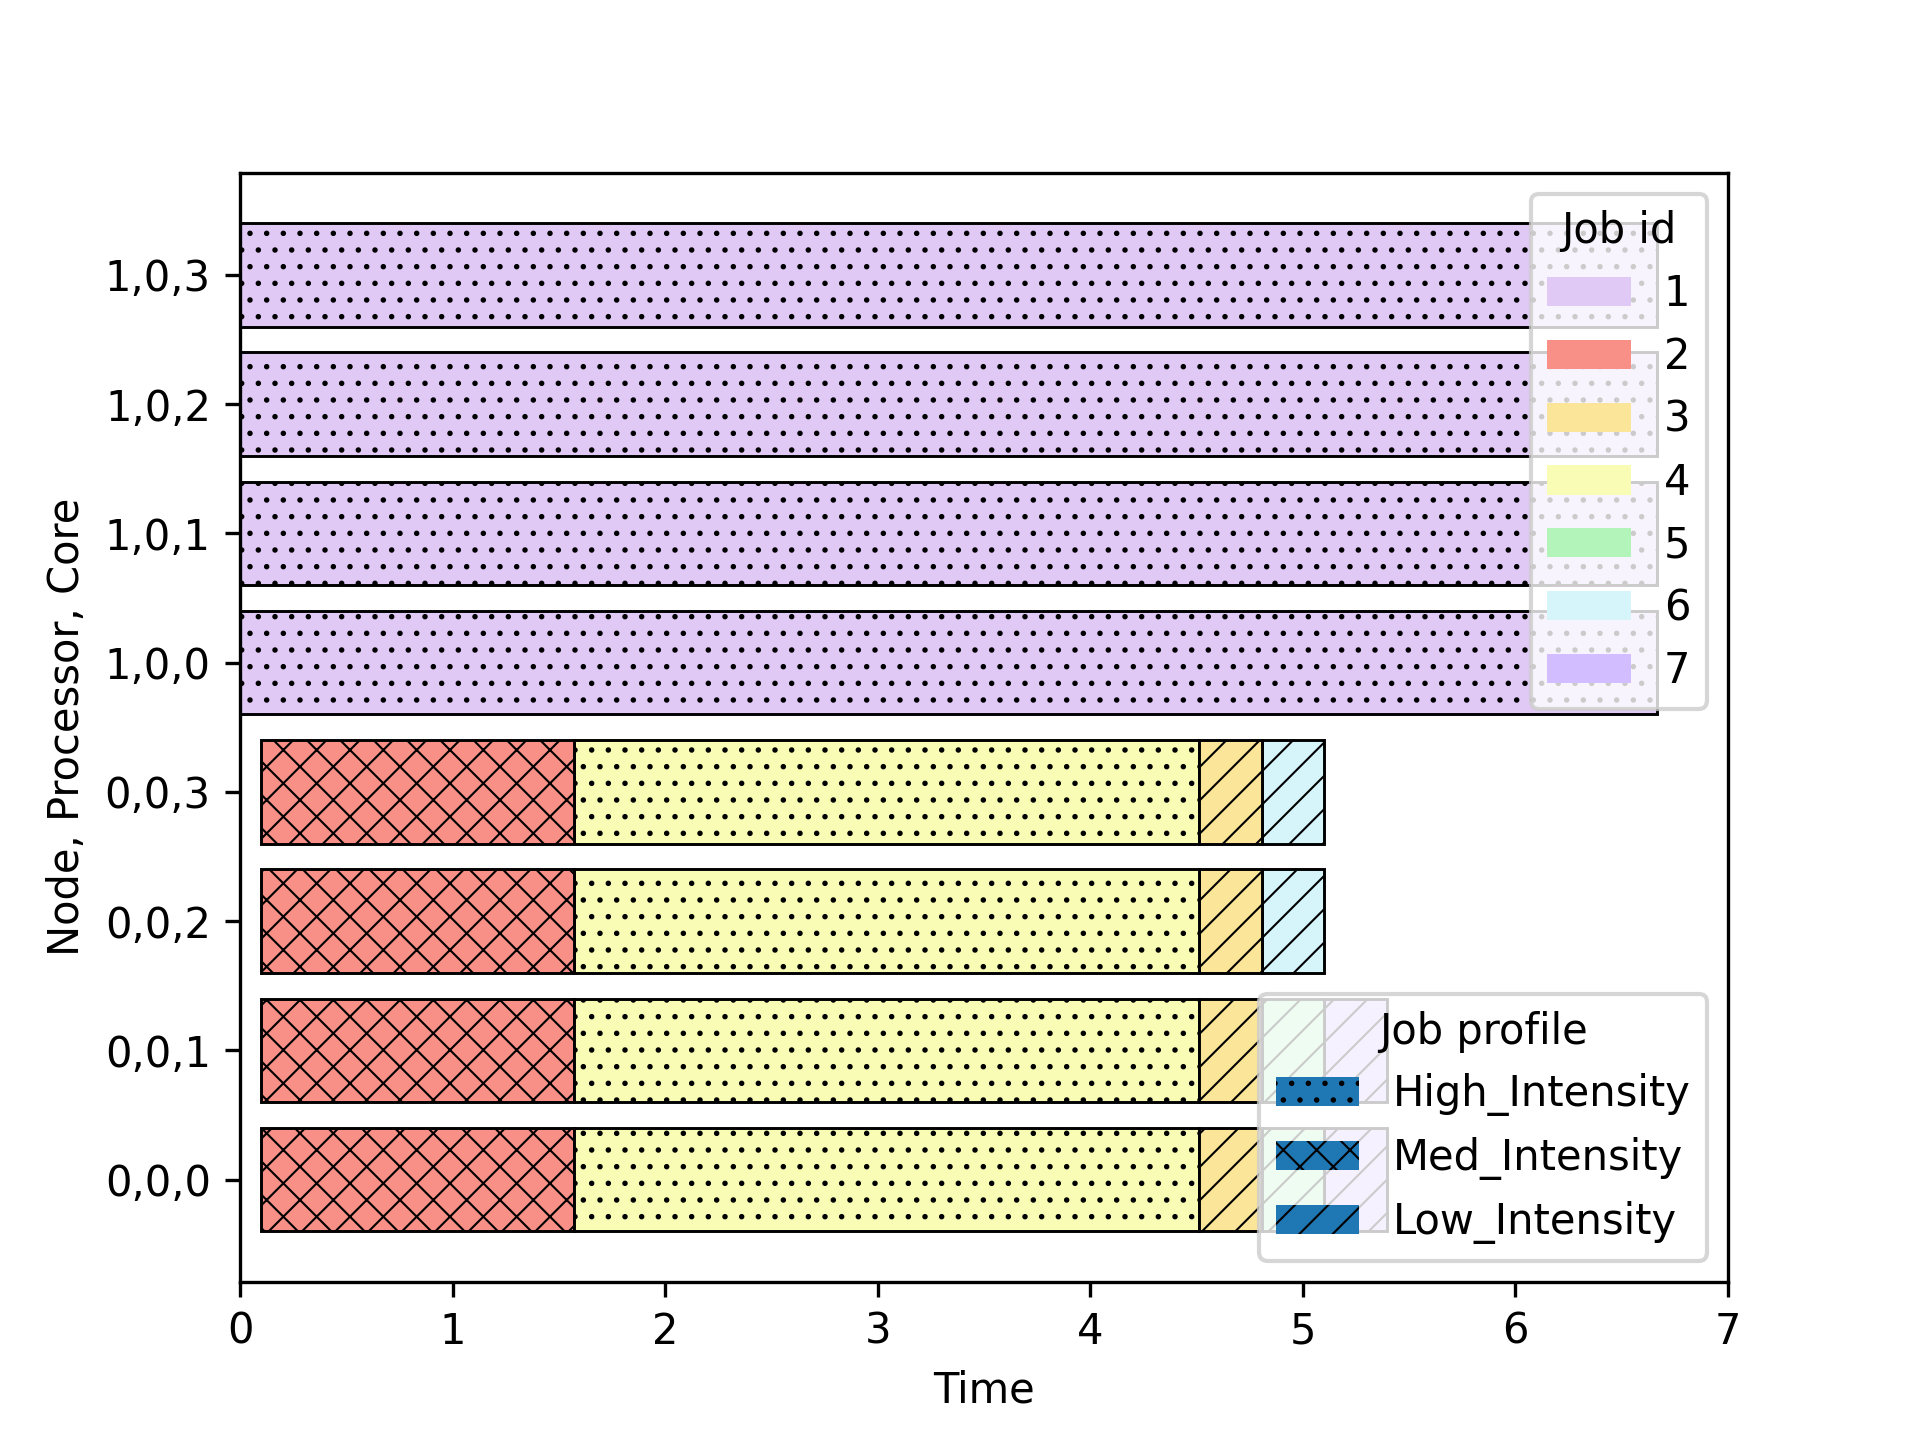 Job id
1
2
3
4
5
6
7
1,0,3
1,0,2
1,0,1
1,0,0
0,0,3
0,0,2
0,0,1
0,0,0
Node, Processor, Core
Job profile
High_Intensity
Med_Intensity
Low_Intensity
0 1 2 3 4 5 6 7
Time